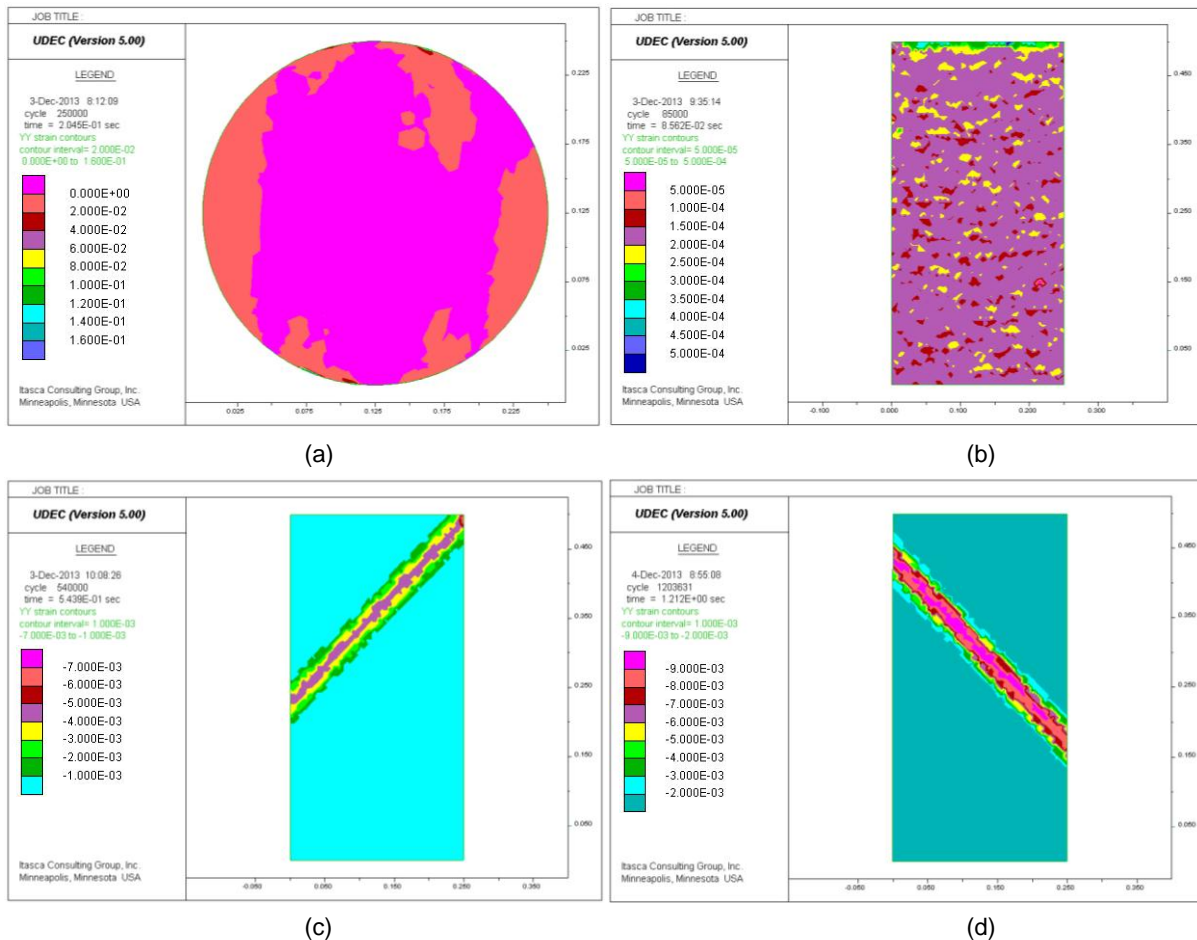 JOB TITLE :
UDEC (Version 5.00)
LEGEND
3-Dec-2013 8:12:09
cycle 250000
time = 2.045E-01 sec
YY strain contours
contour interval= 2.000E-02
0.000E+00 to 1.600E-01
0.000E+00
2.000E-02
4.000E-02
6.000E-02
8.000E-02
1.000E-01
1.200E-01
1.400E-01
1.600E-01
Itasca Consulting Group, Inc.
Minneapolis, Minnesota USA
0.225
0.175
0.125
0.075
0.025
0.025 0.075 0.125 0.175 0.225
(a)
JOB TITLE :
UDEC (Version 5.00)
LEGEND
3-Dec-2013 9:35:14
cycle 85000
time = 8.562E-02 sec
YY strain contours
contour interval= 5.000E-05
5.000E-05 to 5.000E-04
5.000E-05
1.000E-04
1.500E-04
2.000E-04
2.500E-04
3.000E-04
3.500E-04
4.000E-04
4.500E-04
5.000E-04
Itasca Consulting Group, Inc.
Minneapolis, Minnesota USA
0.450
0.350
0.250
0.150
0.050
-0.100 0.000 0.100 0.200 0.300
(b)
JOB TITLE :
UDEC (Version 5.00)
LEGEND
3-Dec-2013 10:08:26
cycle 540000
time = 5.439E-01 sec
YY strain contours
contour interval= 1.000E-03
-7.000E-03 to -1.000E-03
-7.000E-03
-6.000E-03
-5.000E-03
-4.000E-03
-3.000E-03
-2.000E-03
-1.000E-03
Itasca Consulting Group, Inc.
Minneapolis, Minnesota USA
0.450
0.350
0.250
0.150
0.050
-0.050 0.050 0.150 0.250 0.350
(c)
JOB TITLE :
UDEC (Version 5.00)
LEGEND
4-Dec-2013 8:55:08
cycle 1203631
time = 1.212E+00 sec
YY strain contours
contour interval= 1.000E-03
-9.000E-03 to -2.000E-03
-9.000E-03
-8.000E-03
-7.000E-03
-6.000E-03
-5.000E-03
-4.000E-03
-3.000E-03
-2.000E-03
Itasca Consulting Group, Inc.
Minneapolis, Minnesota USA
0.450
0.350
0.250
0.150
0.050
-0.050 0.050 0.150 0.250 0.350
(d)